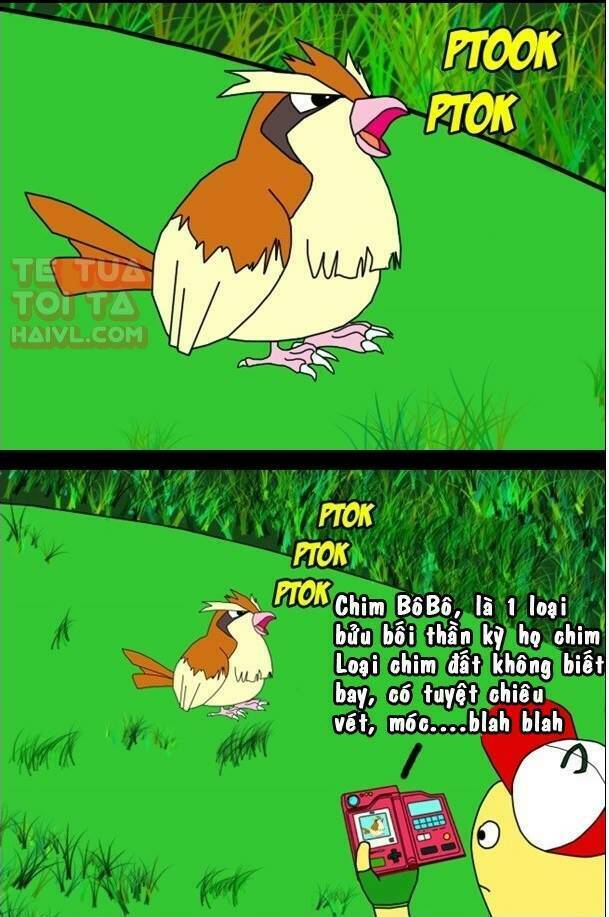 PTOOK
PTOK
TE TUA
TOI TA
HAIVL.COM
PTOK
PTOK
PTOK
Chim BôBô, là 1 loại
bửu bối thần kỳ họ chim
Loại chim đất không biết
bay, có tuyệt chiêu
vét, móc....blah blah